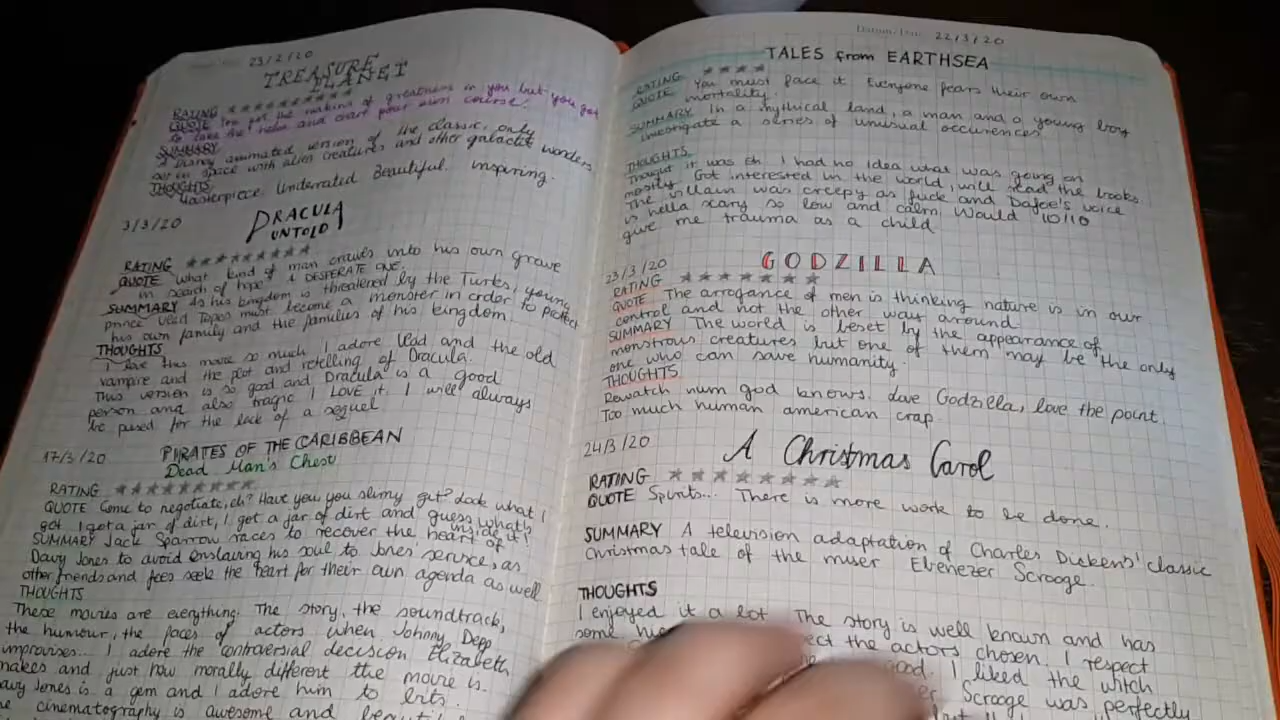 23/2/20
TREASURE
PLANET
RATING ★★★★★★★★★★
QUOTE You got the making of greatness in you but you got
to take the helm and chart your own course.
SUMMARY
A Disney animated version of the classic, only
set in space with alien creatures and other galactic wonders
THOUGHTS
Masterpiece. Underrated. Beautiful. Inspiring.
3/3/20
DRACULA
UNTOLD
RATING ★★★★★★★★★
QUOTE What kind of man crawls into his own grave
in search of hope? A DESPERATE ONE.
SUMMARY As his kingdom is threatened by the Turks, young
prince Vlad Tepes must become a monster in order to protect
his own family and the families of his kingdom.
THOUGHTS
I love this movie so much. I adore Vlad and the old
vampire and the plot and retelling of Dracula.
This version is so good and Dracula is a good
person and also tragic I LOVE it. I will always
be pissed for the lack of a sequel
17/3/20
PIRATES OF THE CARIBBEAN
Dead Man's Chest
RATING ★★★★★★★★★
QUOTE Come to negotiate, eh? Have you you slimy git? Look what I
got. I got a jar of dirt, I got a jar of dirt and guess what's
inside it!
SUMMARY Jack Sparrow races to recover the heart of
Davy Jones to avoid enslaving his soul to Jones' service, as
other friends and foes seek the heart for their own agenda as well
THOUGHTS
These movies are everything. The story, the soundtrack,
the humour, the faces of actors when Johnny Depp
improvises... I adore the controversial decision Elizabeth
makes and just how morally different the movie is.
Davy Jones is a gem and I adore him to bits.
cinematography is awesome and
22/3/20
TALES from EARTHSEA
RATING ★★★★
QUOTE You must face it. Everyone fears their own
mortality.
SUMMARY In a mythical land, a man and a young boy
investigate a series of unusual occurences.
THOUGHTS
Thought it was eh. I had no idea what was going on
mostly. Got interested in the world, will read the books.
The villain was creepy as fuck and Dafoe's voice
is hella scary so low and calm. Would 10/10
give me trauma as a child.
23/3/20
GODZILLA
RATING ★★★★★★★
QUOTE The arrogance of men is thinking nature is in our
control and not the other way around.
SUMMARY The world is beset by the appearance of
monstrous creatures but one of them may be the only
one who can save humanity
THOUGHTS
Rewatch num god knows. Love Godzilla, love the point.
Too much human american crap.
24/3/20
A Christmas Carol
RATING ★★★★★★★★
QUOTE Spirits... There is more work to be done.
SUMMARY A television adaptation of Charles Dickens' classic
Christmas tale of the miser Ebenezer Scrooge.
THOUGHTS
I enjoyed it a lot. The story is well known and has
some the actors chosen. I respect
good. I liked the witch
Scrooge was perfectly